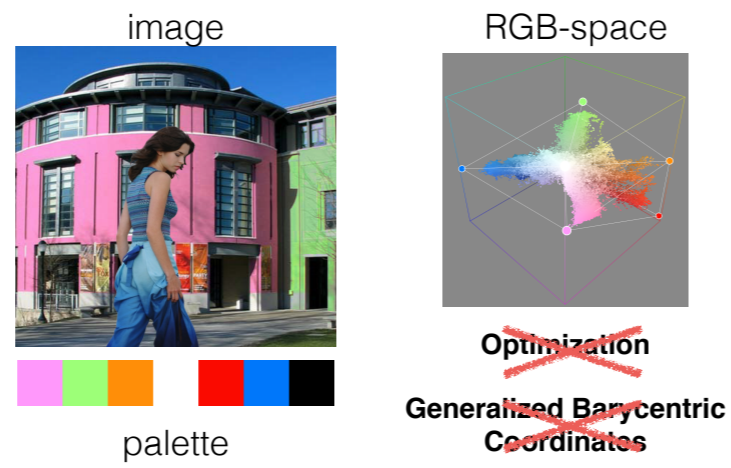 image
RGB-space
Optimization
Generalized Barycentric
Coordinates
palette